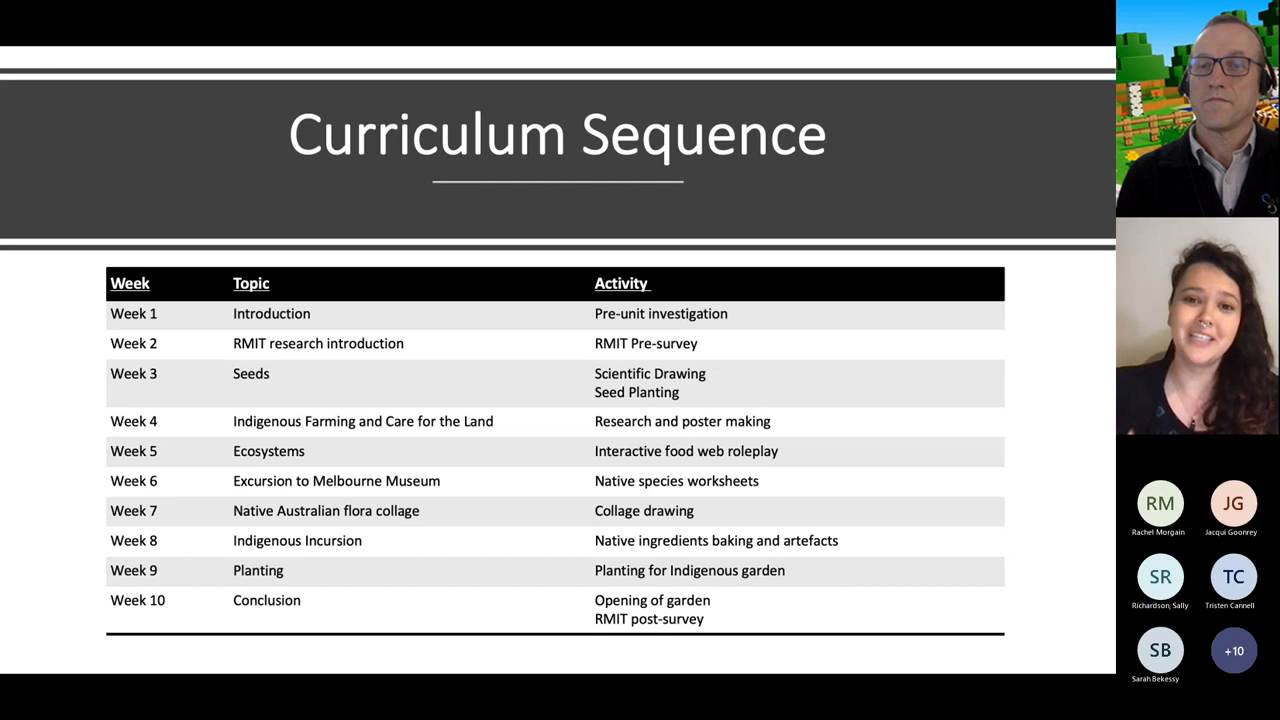 Curriculum Sequence
Week Topic Activity
Week 1 Introduction Pre-unit investigation
Week 2 RMIT research introduction RMIT Pre-survey
Week 3 Seeds Scientific Drawing
Seed Planting
Week 4 Indigenous Farming and Care for the Land Research and poster making
Week 5 Ecosystems Interactive food web roleplay
Week 6 Excursion to Melbourne Museum Native species worksheets
Week 7 Native Australian flora collage Collage drawing
Week 8 Indigenous Incursion Native ingredients baking and artefacts
Week 9 Planting Planting for Indigenous garden
Week 10 Conclusion Opening of garden
RMIT post-survey
RM JG
Rachel Morgain Jacqui Goonrey
SR TC
Richardson, Sally Tristen Cannell
SB +10
Sarah Bekessy